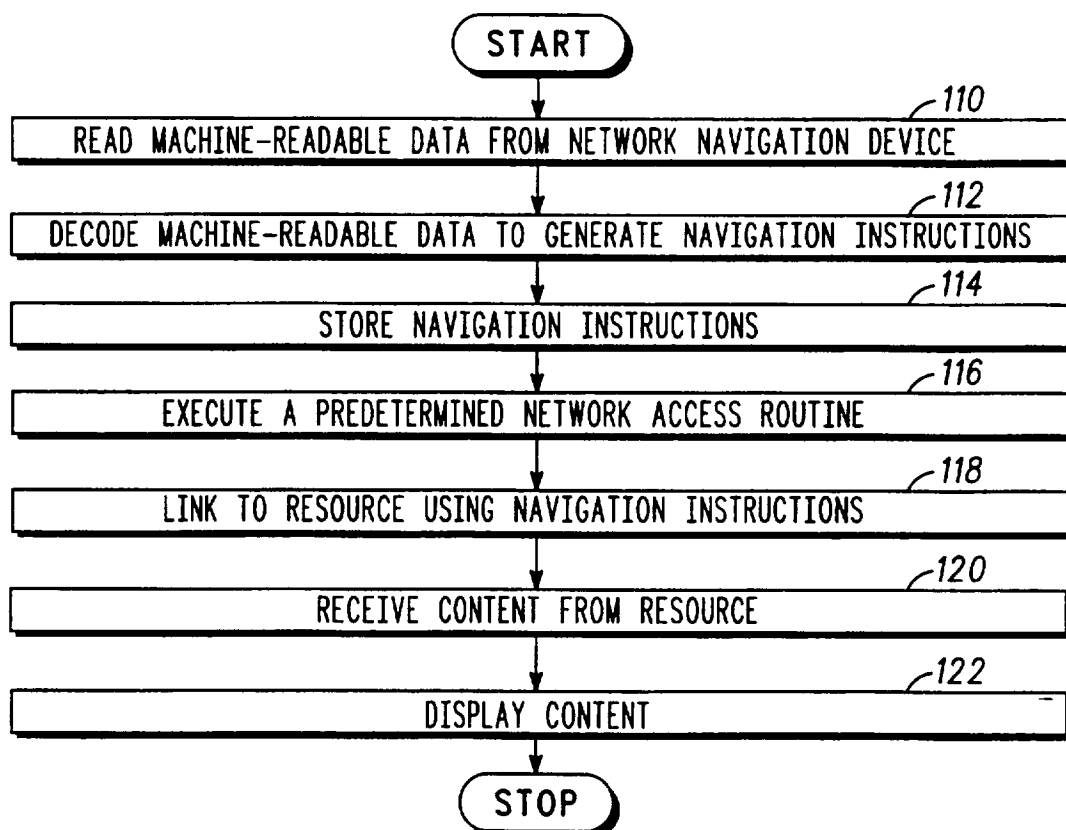 START
110
READ MACHINE-READABLE DATA FROM NETWORK NAVIGATION DEVICE
112
DECODE MACHINE-READABLE DATA TO GENERATE NAVIGATION INSTRUCTIONS
114
STORE NAVIGATION INSTRUCTIONS
116
EXECUTE A PREDETERMINED NETWORK ACCESS ROUTINE
118
LINK TO RESOURCE USING NAVIGATION INSTRUCTIONS
120
RECEIVE CONTENT FROM RESOURCE
122
DISPLAY CONTENT
STOP